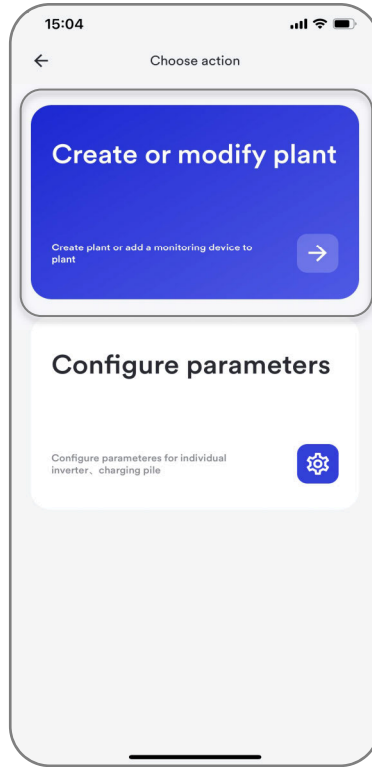 15:04
Choose action
Create or modify plant
Create plant or add a monitoring device to
plant
Configure parameters
Configure parameteres for individual
inverter、charging pile